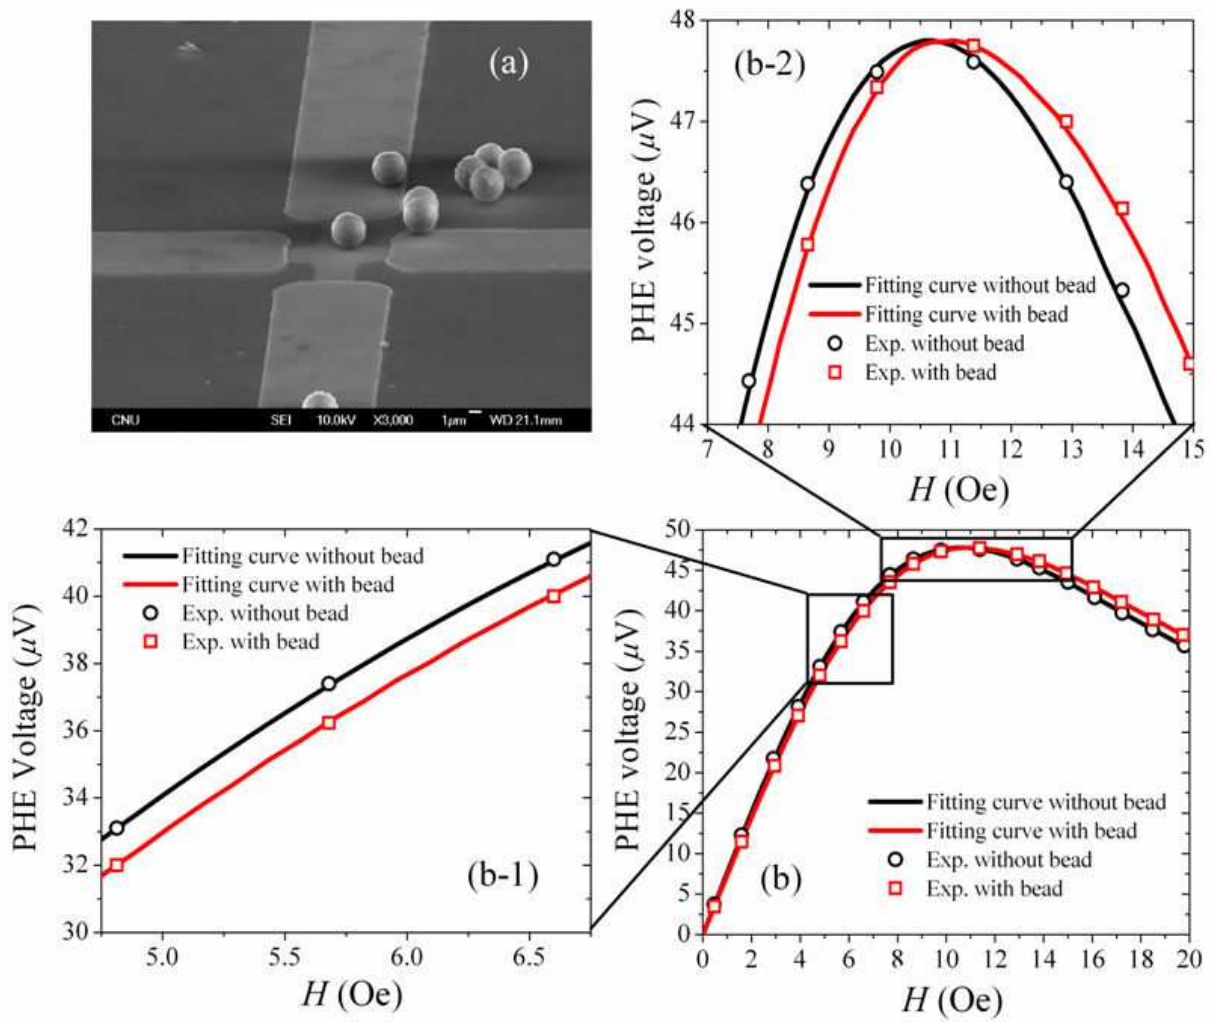 (a)
CNU SEI 10.0kV X3,000 1μm WD 21.1mm
(b-2)
PHE voltage (μV)
48
47
46
45
44
Fitting curve without bead
Fitting curve with bead
Exp. without bead
Exp. with bead
7 8 9 10 11 12 13 14 15
H (Oe)
(b-1)
PHE Voltage (μV)
42
40
38
36
34
32
30
Fitting curve without bead
Fitting curve with bead
Exp. without bead
Exp. with bead
5.0 5.5 6.0 6.5
H (Oe)
(b)
PHE voltage (μV)
50
45
40
35
30
25
20
15
10
5
0
Fitting curve without bead
Fitting curve with bead
Exp. without bead
Exp. with bead
0 2 4 6 8 10 12 14 16 18 20
H (Oe)